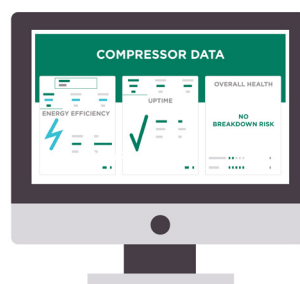 COMPRESSOR DATA
ENERGY EFFICIENCY
UPTIME
OVERALL HEALTH
NO
BREAKDOWN RISK